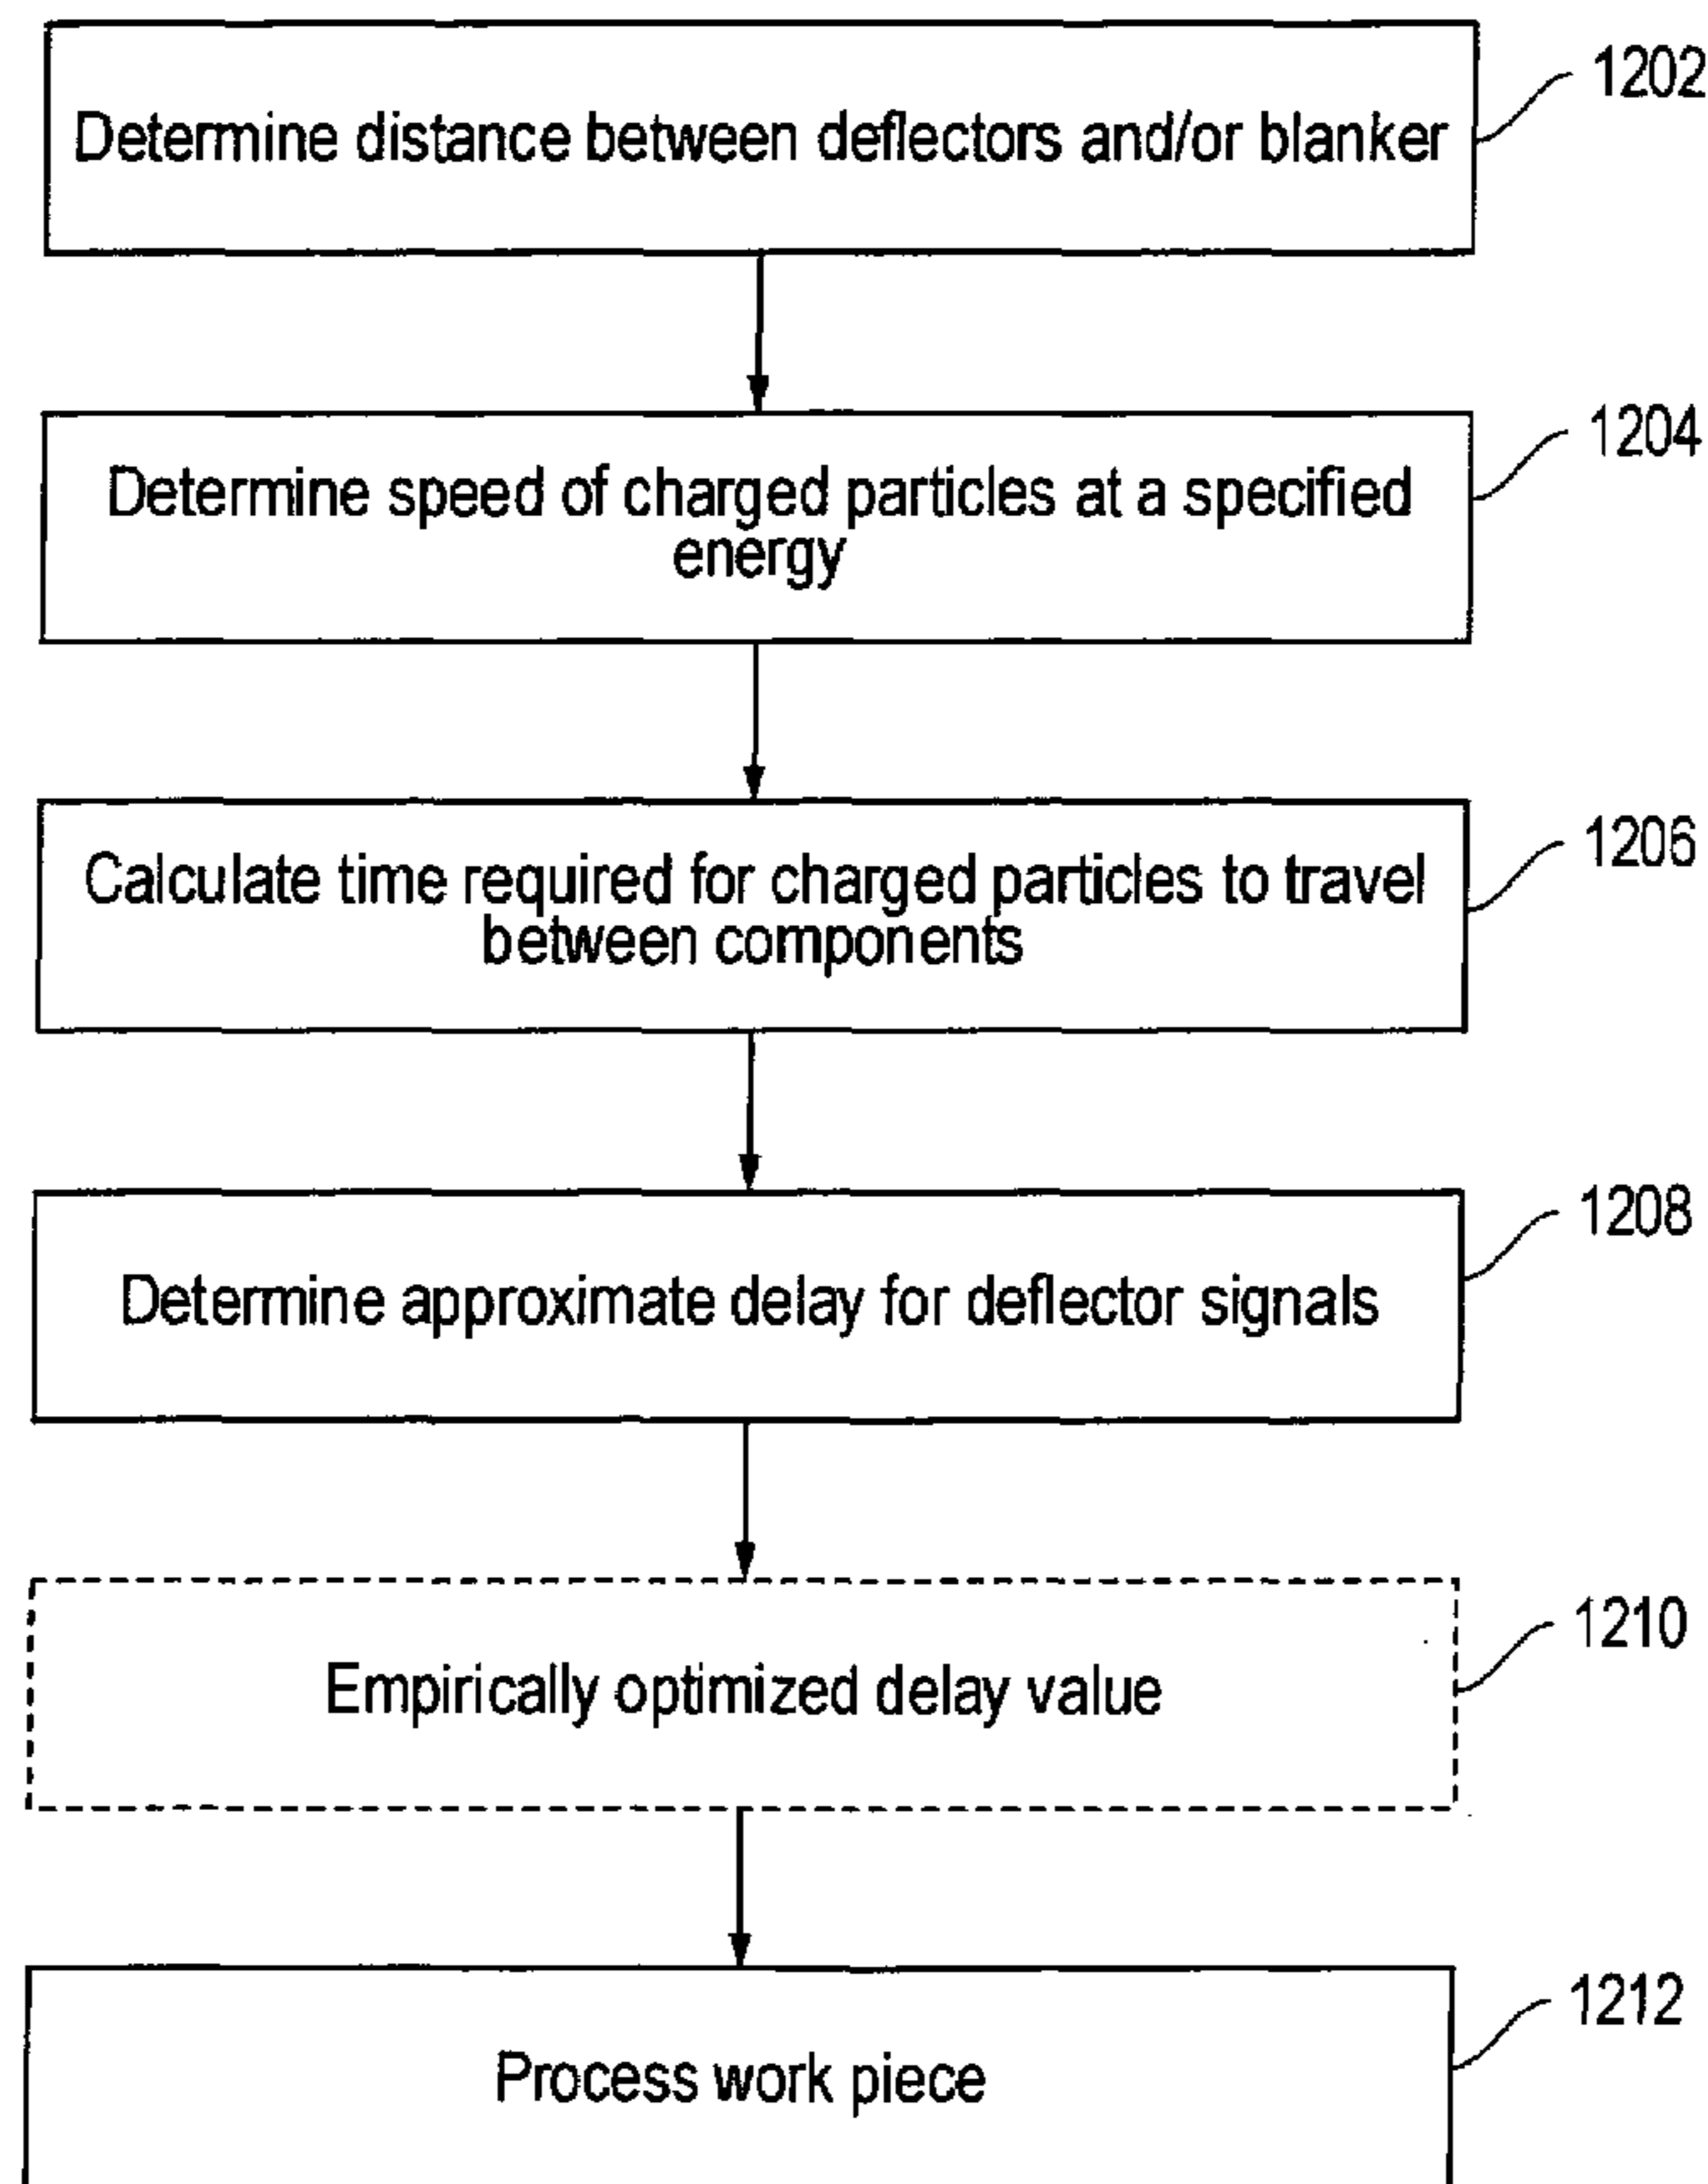 Determine distance between deflectors and/or blanker
1202
Determine speed of charged particles at a specified
energy
1204
Calculate time required for charged particles to travel
between components
1206
Determine approximate delay for deflector signals
1208
Empirically optimized delay value
1210
Process work piece
1212